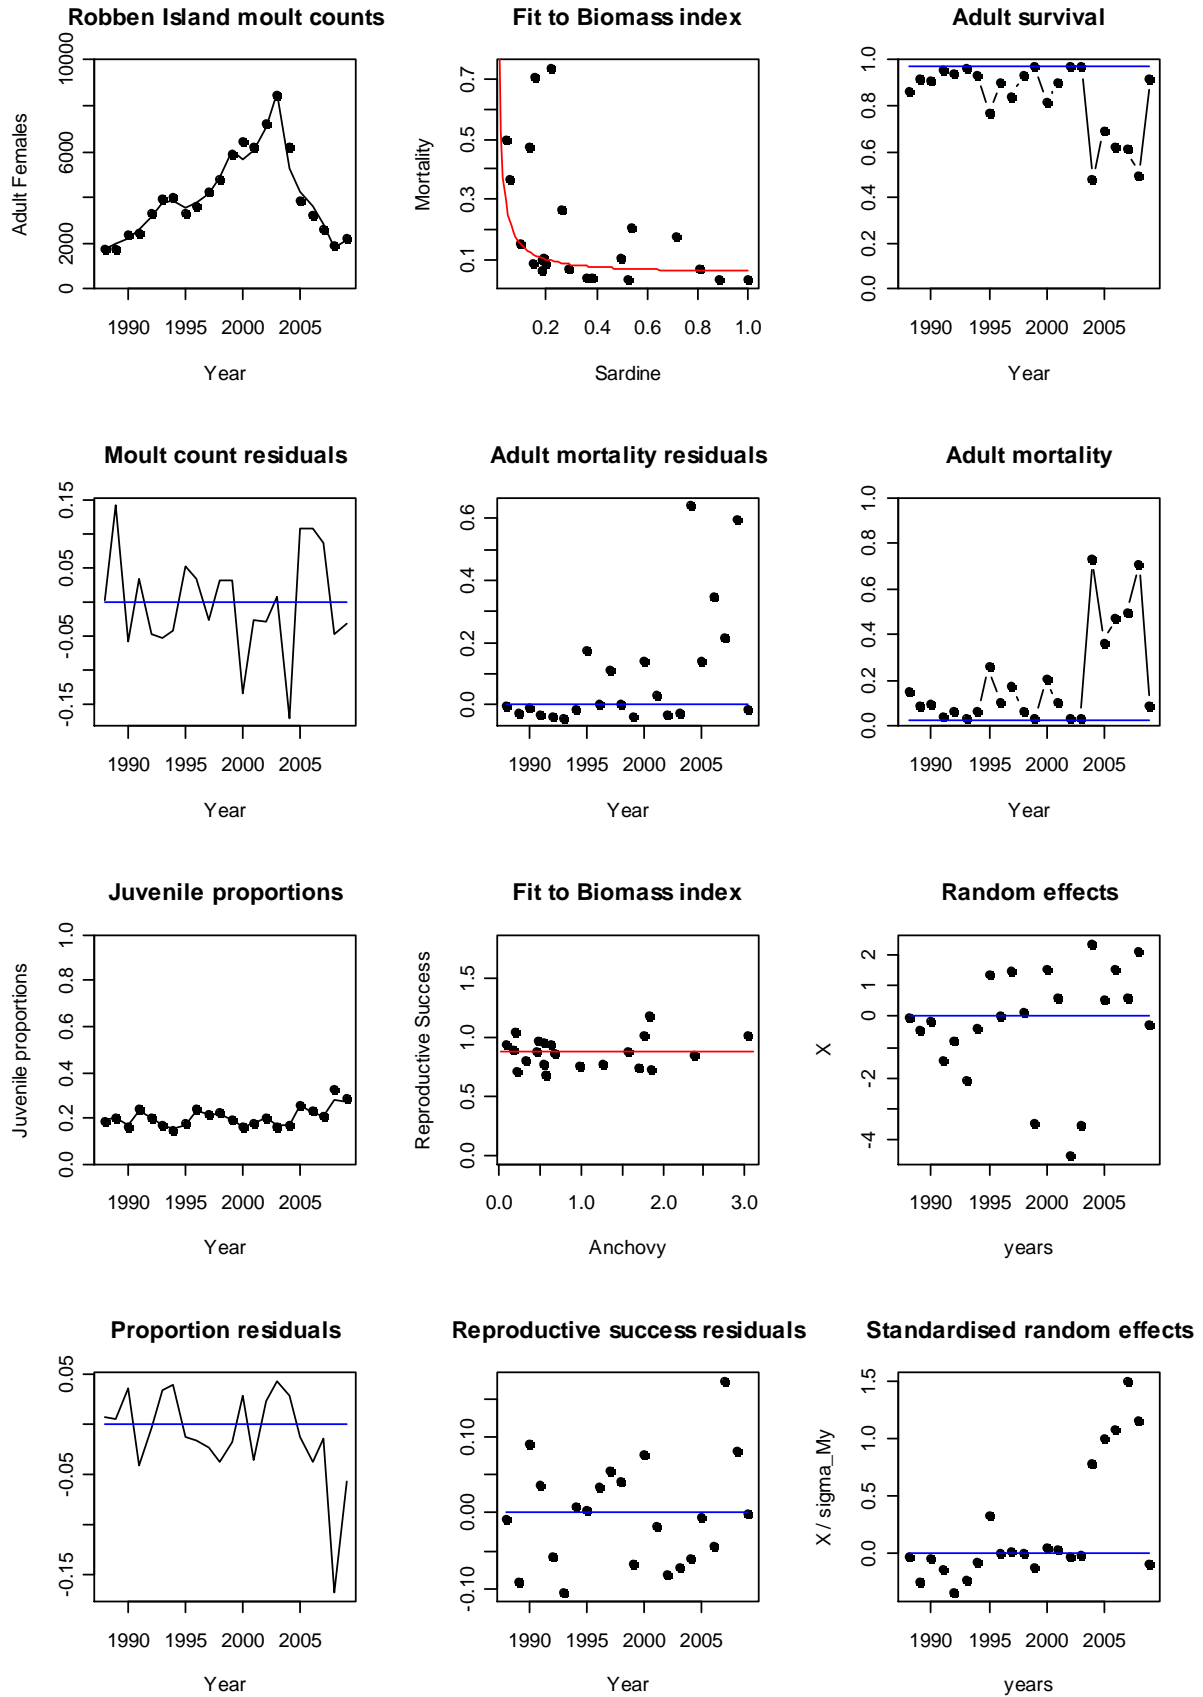 Robben Island moult counts
Adult Females
0 2000 6000 10000
1990 1995 2000 2005
Year
Fit to Biomass index
Mortality
0.1 0.3 0.5 0.7
0.2 0.4 0.6 0.8 1.0
Sardine
Adult survival
0.0 0.2 0.4 0.6 0.8 1.0
1990 1995 2000 2005
Year
Moult count residuals
-0.15 -0.05 0.05 0.15
1990 1995 2000 2005
Year
Adult mortality residuals
0.0 0.2 0.4 0.6
1990 1995 2000 2005
Year
Adult mortality
0.0 0.2 0.4 0.6 0.8 1.0
1990 1995 2000 2005
Year
Juvenile proportions
Juvenile proportions
0.0 0.2 0.4 0.6 0.8 1.0
1990 1995 2000 2005
Year
Fit to Biomass index
Reproductive Success
0.0 0.5 1.0 1.5
0.0 1.0 2.0 3.0
Anchovy
Random effects
X
-4 -2 0 1 2
1990 1995 2000 2005
years
Proportion residuals
-0.15 -0.05 0.05
1990 1995 2000 2005
Year
Reproductive success residuals
-0.10 0.00 0.10
1990 1995 2000 2005
Year
Standardised random effects
X / sigma_My
0.0 0.5 1.0 1.5
1990 1995 2000 2005
years